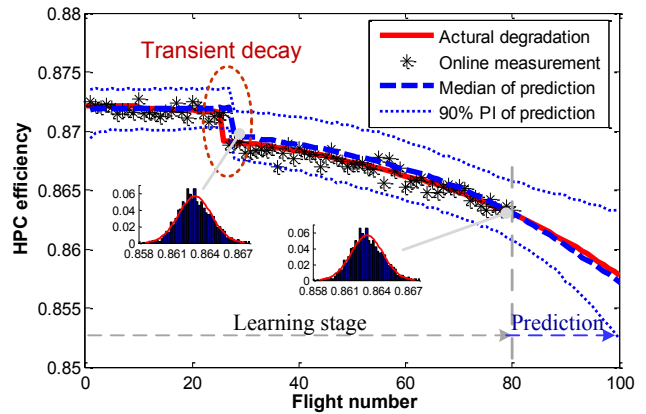 0.88
0.875
0.87
0.865
0.86
0.855
0.85
HPC efficiency
Transient decay
Actural degradation
Online measurement
Median of prediction
90% PI of prediction
0.06
0.04
0.02
0
0.858 0.861 0.864 0.867
0.06
0.04
0.02
0
0.858 0.861 0.864 0.867
Learning stage
Prediction
0 20 40 60 80 100
Flight number